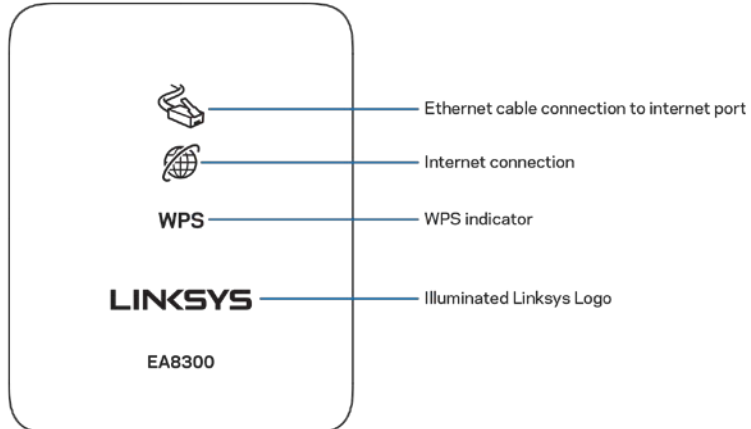 Ethernet cable connection to internet port
Internet connection
WPS WPS indicator
LINKSYS Illuminated Linksys Logo
EA8300